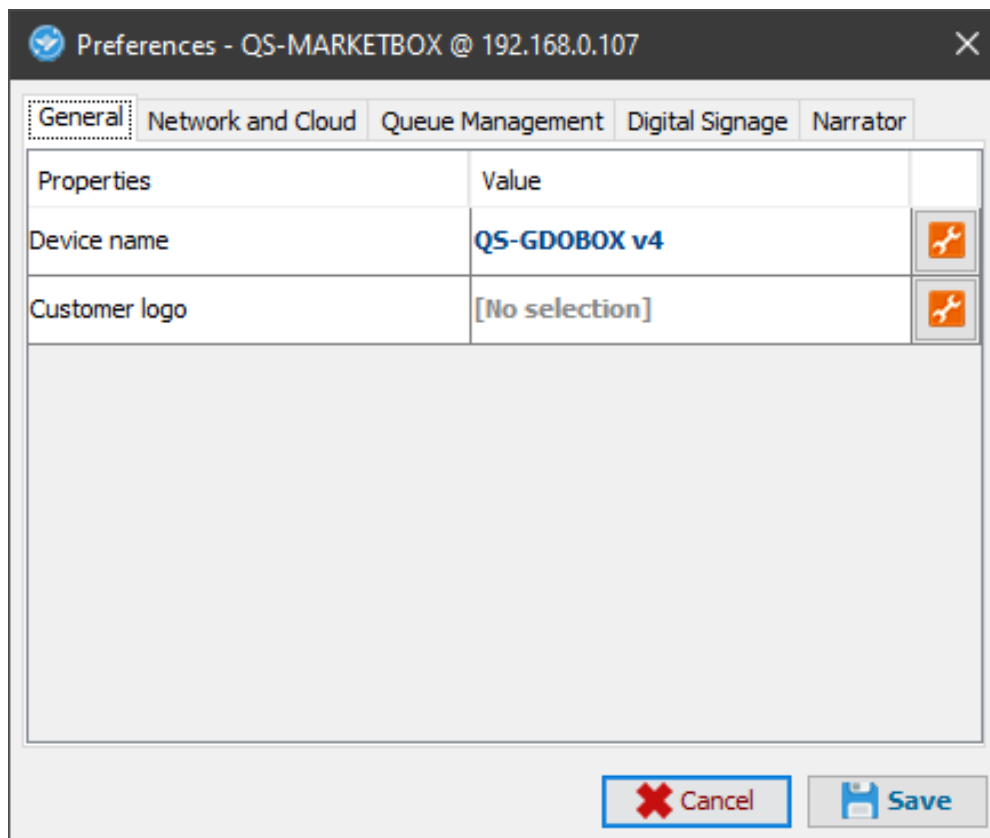 Preferences - QS-MARKETBOX @ 192.168.0.107
General Network and Cloud Queue Management Digital Signage Narrator
Properties Value
Device name QS-GDOBOX v4
Customer logo [No selection]
Cancel Save